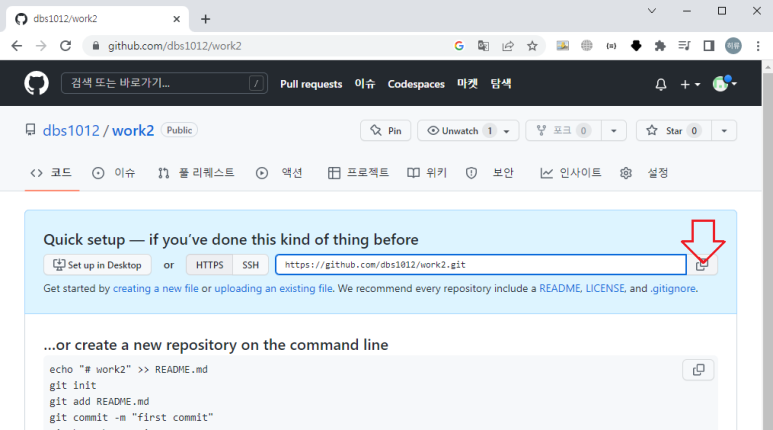 dbs1012/work2
github.com/dbs1012/work2
검색 또는 바로가기... /
Pull requests 이슈 Codespaces 마켓 탐색
dbs1012 / work2 Public
Pin Unwatch 1 포크 0 Star 0
코드 이슈 풀 리퀘스트 액션 프로젝트 위키 보안 인사이트 설정
Quick setup — if you've done this kind of thing before
Set up in Desktop or HTTPS SSH https://github.com/dbs1012/work2.git
Get started by creating a new file or uploading an existing file. We recommend every repository include a README, LICENSE, and .gitignore.
...or create a new repository on the command line
echo "# work2" >> README.md
git init
git add README.md
git commit -m "first commit"